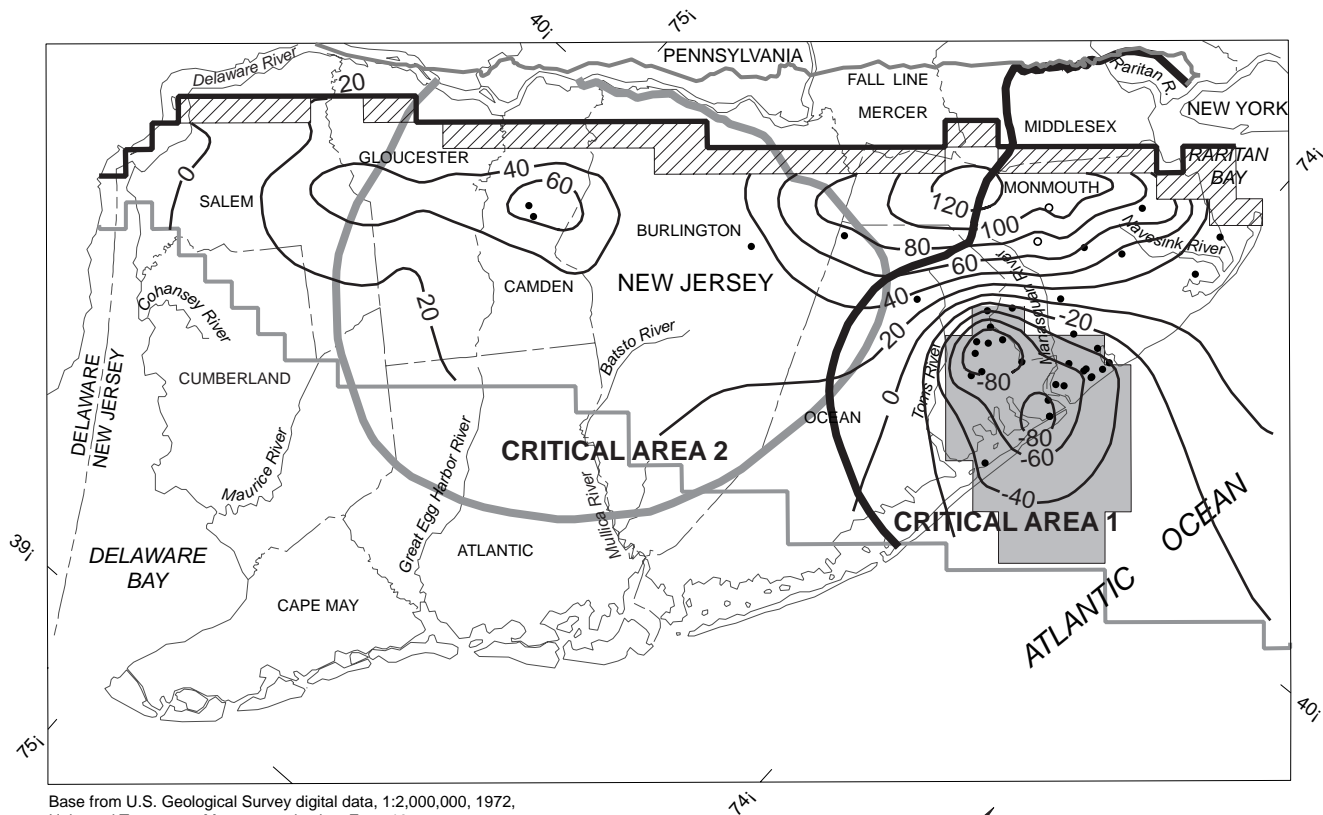 40¡
75¡
PENNSYLVANIA
Delaware River
FALL LINE
Raritan R.
20
MERCER
NEW YORK
MIDDLESEX
GLOUCESTER
RARITAN
BAY
74¡
0
40
60
MONMOUTH
SALEM
120
100
BURLINGTON
80
Navesink River
60
NEW JERSEY
CAMDEN
Manasquan River
40
20
-20
Cohansey River
20
Batsto River
DELAWARE
NEW JERSEY
CUMBERLAND
Toms River
-80
0
OCEAN
-80
CRITICAL AREA 2
-60
Maurice River
Great Egg Harbor River
Mullica River
-40
CRITICAL AREA 1
ATLANTIC OCEAN
39¡
DELAWARE
BAY
ATLANTIC
CAPE MAY
40¡
75¡
74¡
Base from U.S. Geological Survey digital data, 1:2,000,000, 1972,